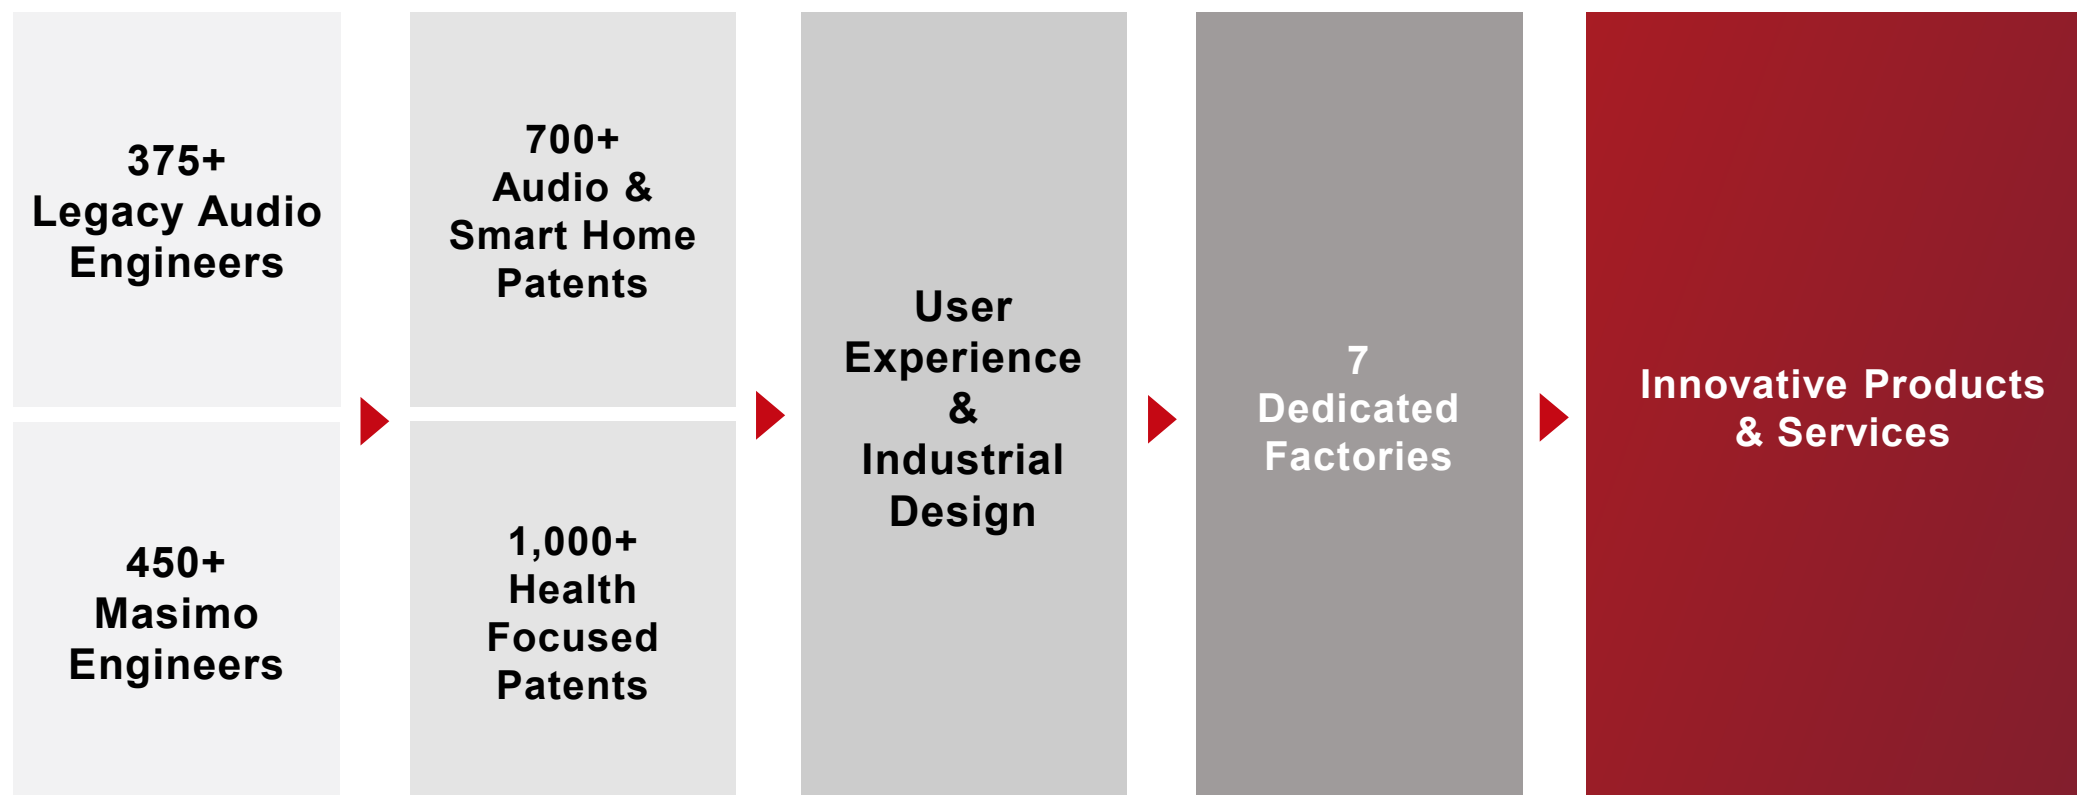 375+
Legacy Audio
Engineers
450+
Masimo
Engineers
700+
Audio &
Smart Home
Patents
1,000+
Health
Focused
Patents
User
Experience
&
Industrial
Design
7
Dedicated
Factories
Innovative Products
& Services